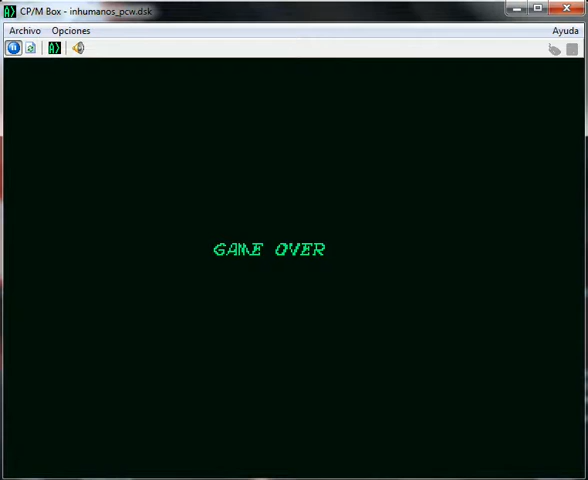 CP/M Box - inhumanos_pcw.dsk
Archivo Opciones Ayuda
A>
GAME OVER